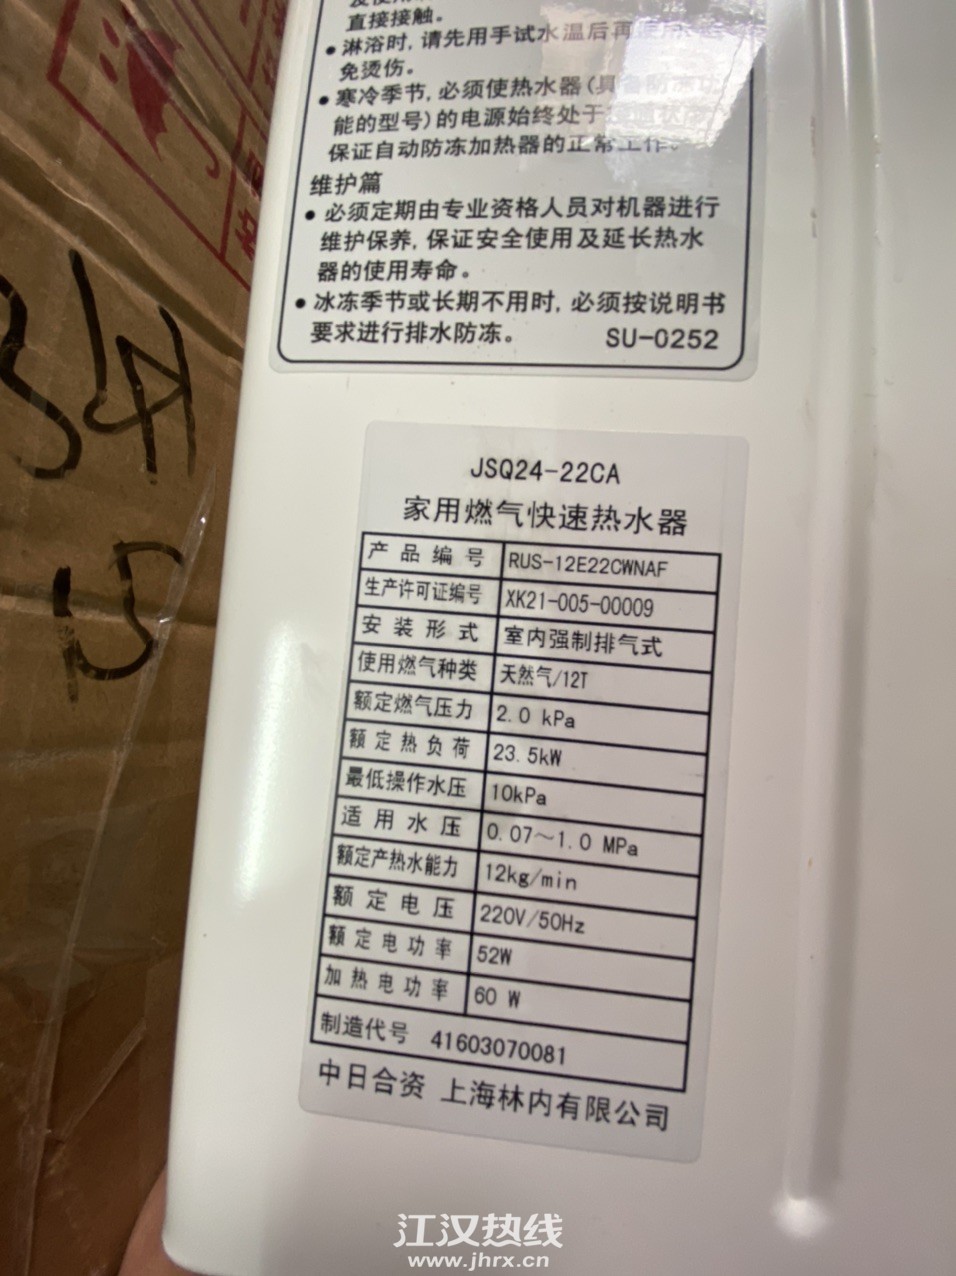 直接接触。
淋浴时,请先用手试水温后再
免烫伤。
寒冷季节,必须使热水器(具备防冻功
能的型号)的电源始终处于
保证自动防冻加热器的正常工作。
维护篇
必须定期由专业资格人员对机器进行
维护保养,保证安全使用及延长热水
器的使用寿命。
冰冻季节或长期不用时,必须按说明书
要求进行排水防冻。 SU-0252
JSQ24-22CA
家用燃气快速热水器
产品编号 RUS-12E22CWNAF
生产许可证编号 XK21-005-00009
安装形式 室内强制排气式
使用燃气种类 天然气/12T
额定燃气压力 2.0 kPa
额定热负荷 23.5kW
最低操作水压 10kPa
适用水压 0.07~1.0 MPa
额定产热水能力 12kg/min
额定电压 220V/50Hz
额定电功率 52W
加热电功率 60 W
制造代号 41603070081
中日合资 上海林内有限公司
江汉热线
www.jhrx.cn